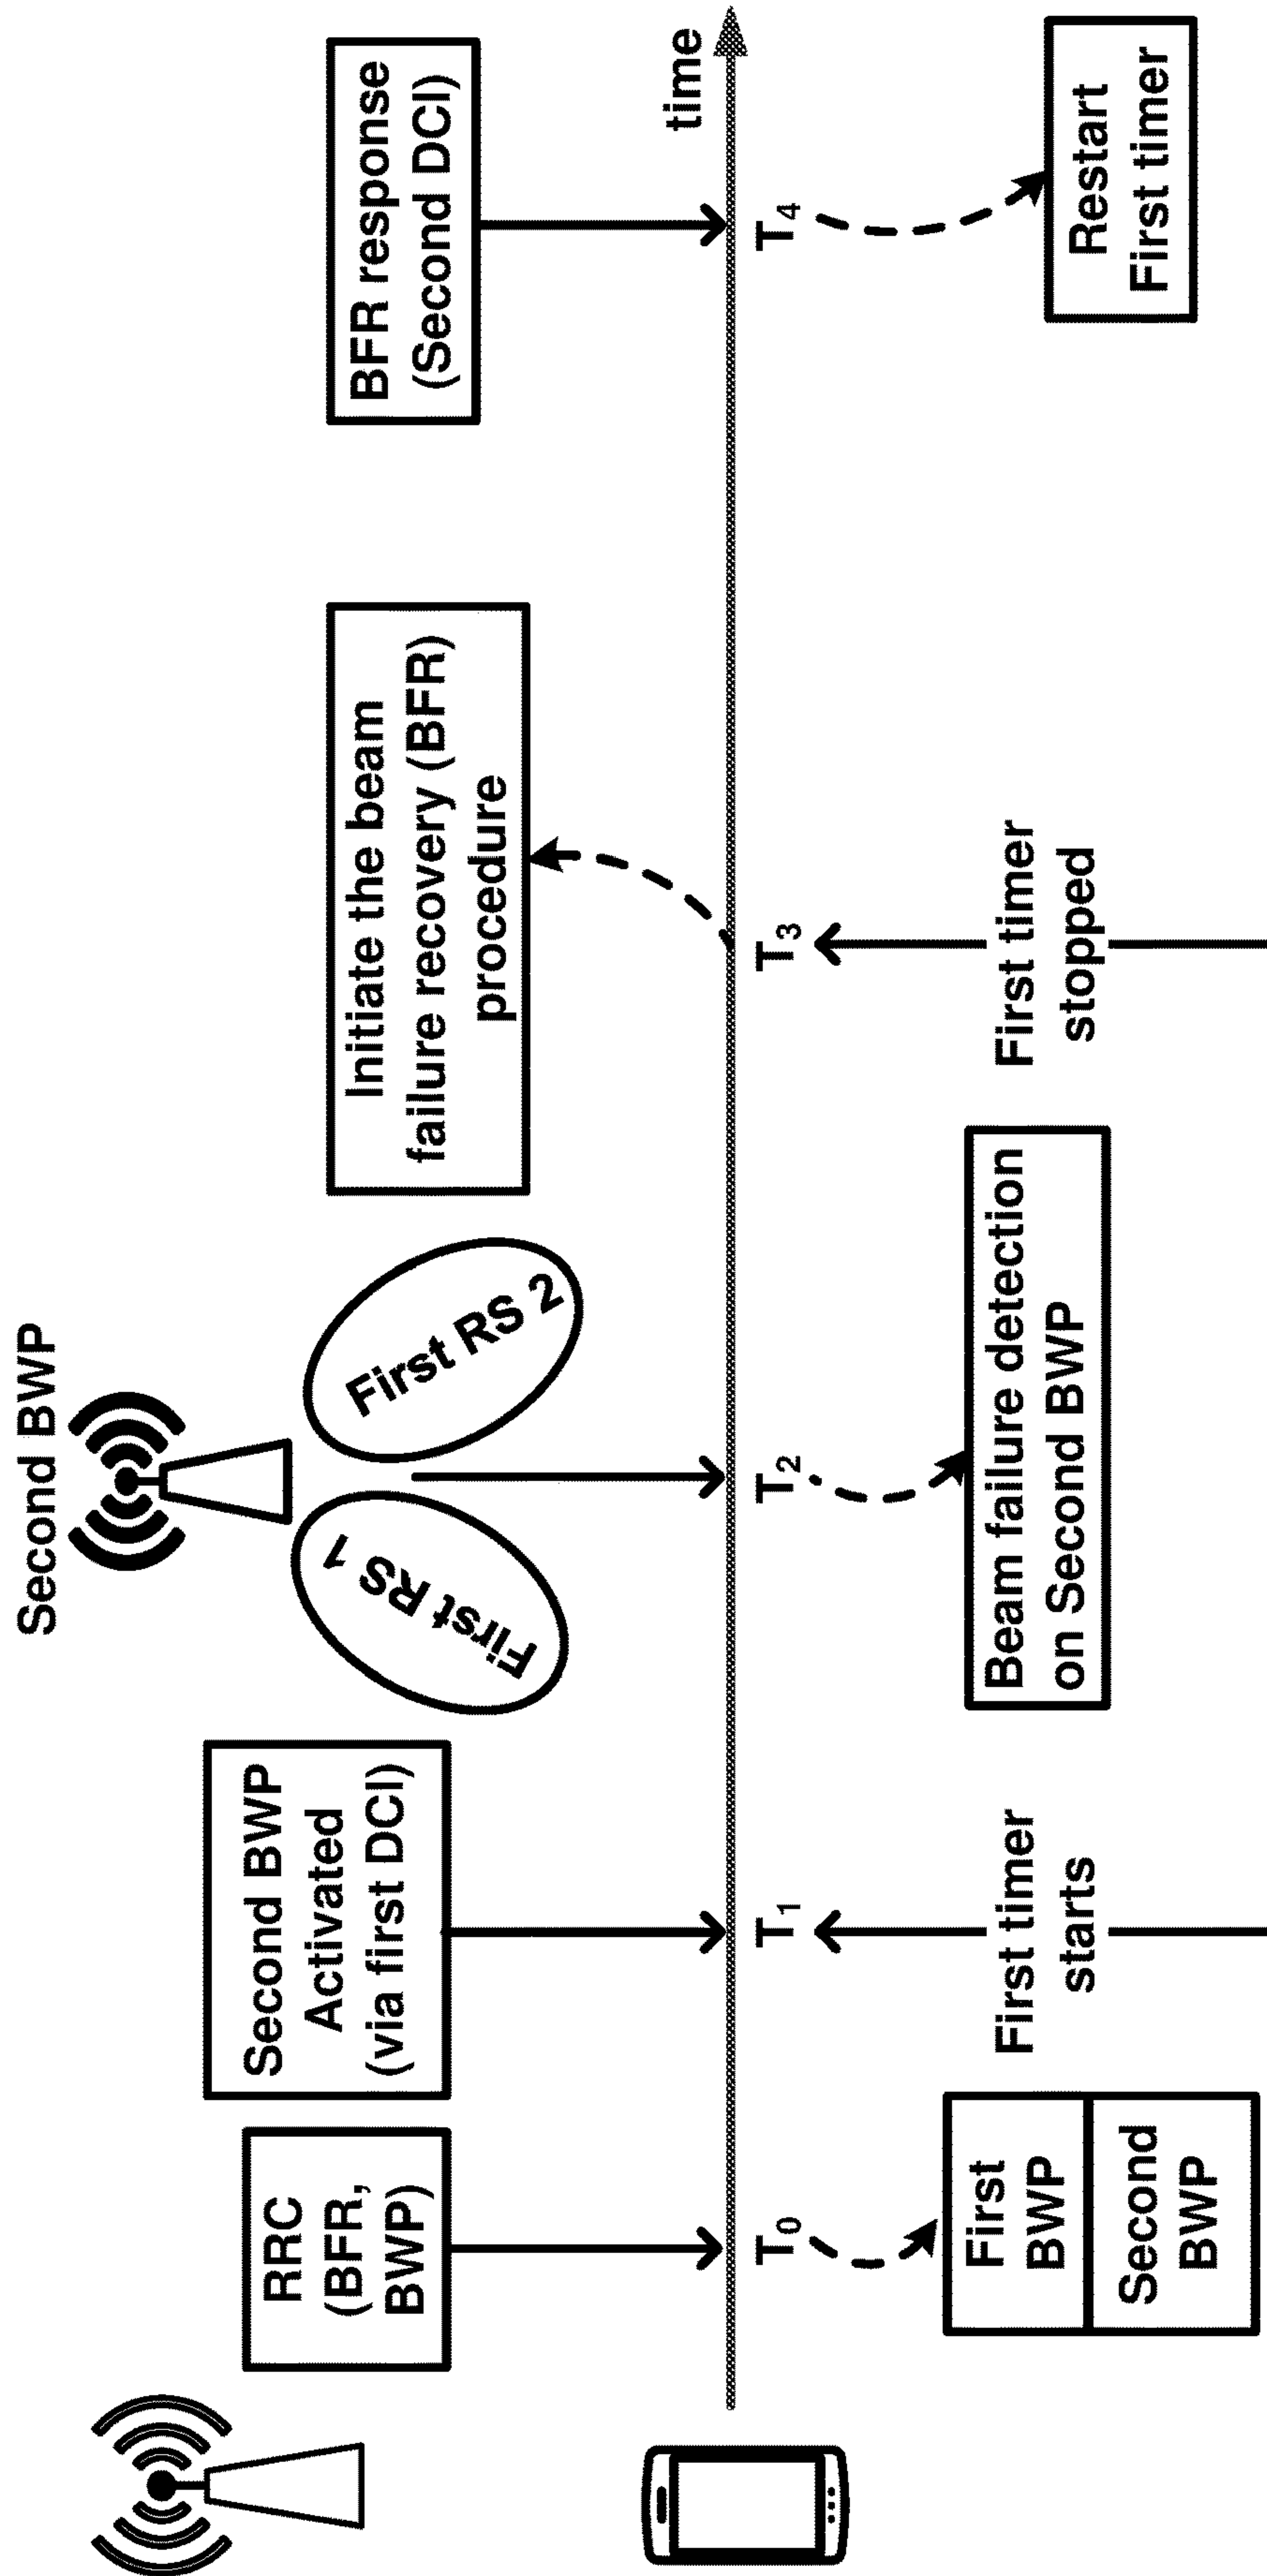 RRC
(BFR,
BWP)
Second BWP
Activated
(via first DCI)
Second BWP
First RS 1
First RS 2
Initiate the beam
failure recovery (BFR)
procedure
BFR response
(Second DCI)
time
T0
T1
T2
T3
T4
First
BWP
Second
BWP
First timer
starts
Beam failure detection
on Second BWP
First timer
stopped
Restart
First timer